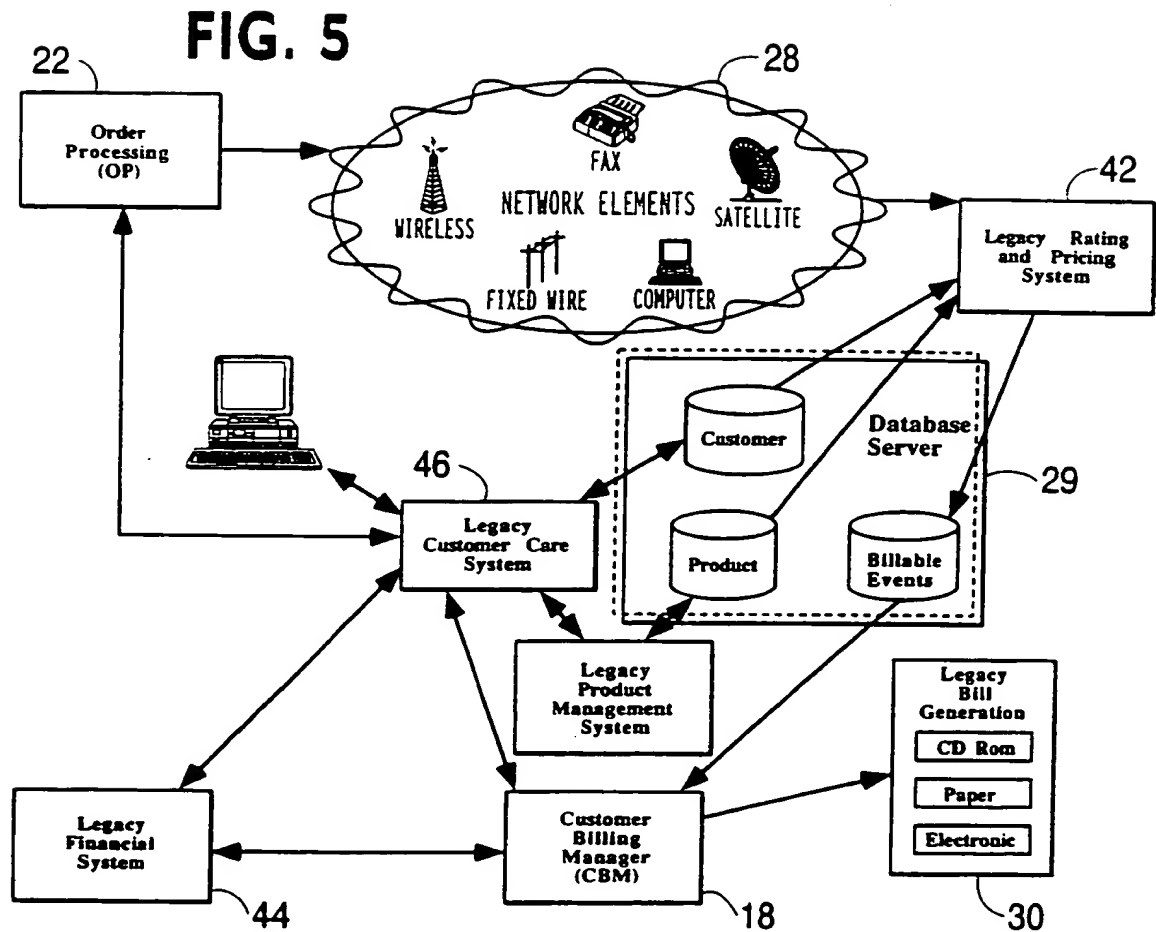 FIG. 5
22
Order
Processing
(OP)
28
FAX
WIRELESS
NETWORK ELEMENTS
SATELLITE
FIXED WIRE
COMPUTER
42
Legacy Rating
and Pricing
System
Customer
Database
Server
29
46
Legacy
Customer Care
System
Product
Billable
Events
Legacy
Product
Management
System
Legacy
Bill
Generation
CD Rom
Paper
Electronic
30
Legacy
Financial
System
44
Customer
Billing
Manager
(CBM)
18